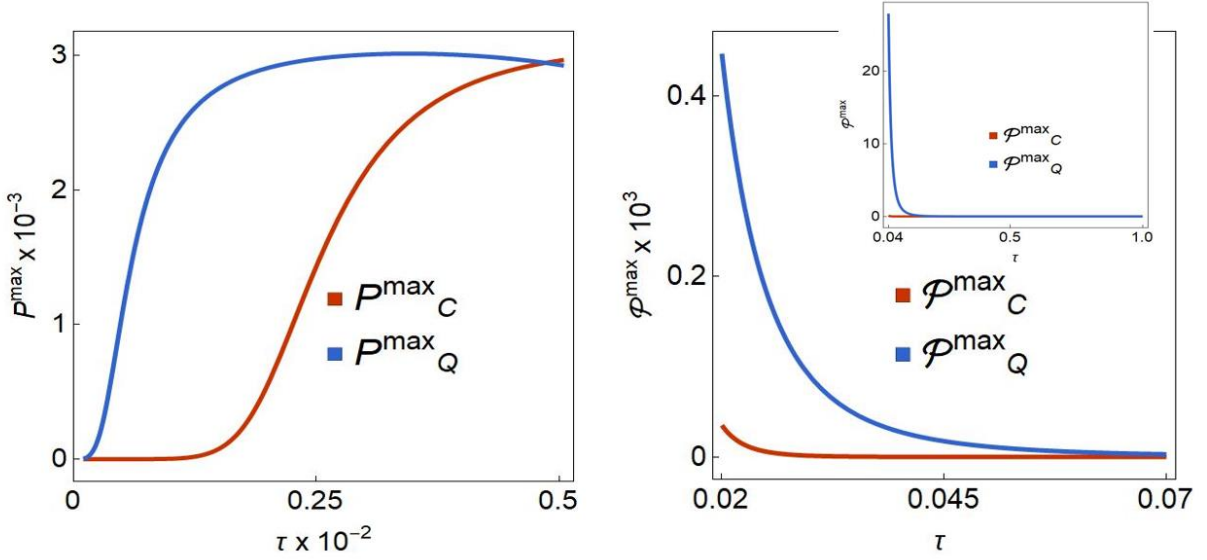 3
2
1
0
P^max x 10^-3
P^max_C
P^max_Q
0
0.25
0.5
τ x 10^-2
0.4
0.2
0
𝒫^max x 10^3
𝒫^max_C
𝒫^max_Q
0.02
0.045
0.07
τ
20
10
0
𝒫^max
𝒫^max_C
𝒫^max_Q
0.04
0.5
1.0
τ